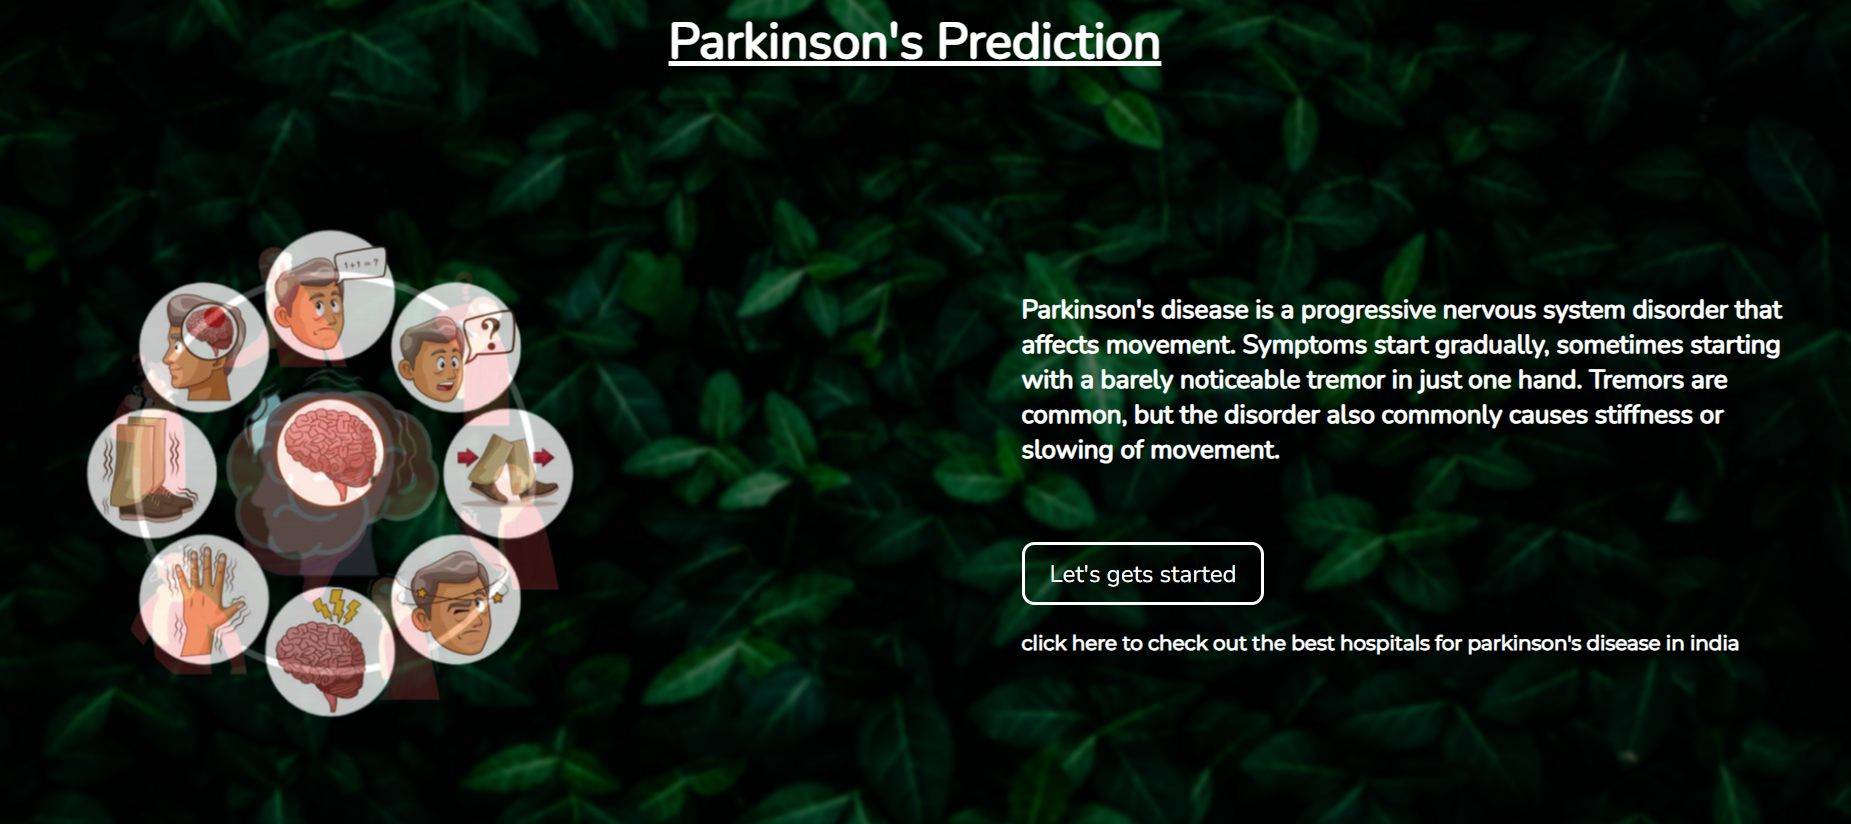 Parkinson's Prediction
1+1=?
?
Parkinson's disease is a progressive nervous system disorder that
affects movement. Symptoms start gradually, sometimes starting
with a barely noticeable tremor in just one hand. Tremors are
common, but the disorder also commonly causes stiffness or
slowing of movement.
Let's gets started
click here to check out the best hospitals for parkinson's disease in india